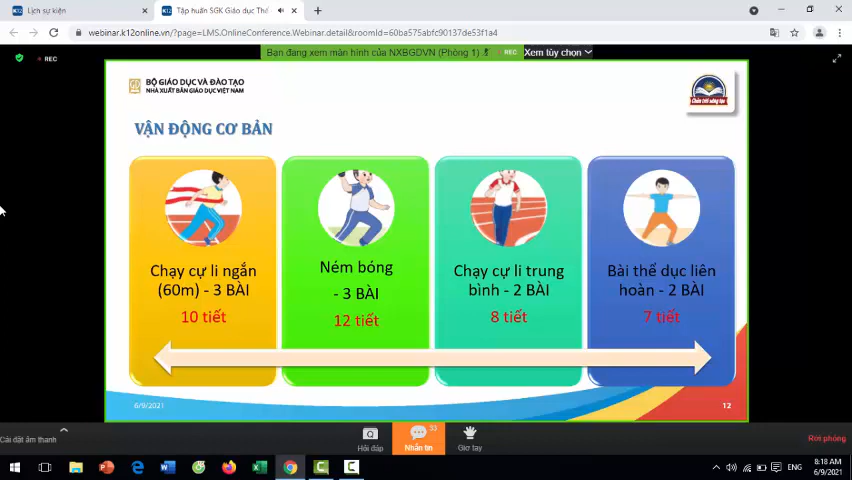 Lịch sự kiện
Tập huấn SGK Giáo dục Thể
webinar.k12online.vn/?page=LMS.OnlineConference.Webinar.detail&roomId=60ba575abfc90137de53f1a4
REC
Bạn đang xem màn hình của NXBGDVN (Phòng 1)
REC
Xem tùy chọn
BỘ GIÁO DỤC VÀ ĐÀO TẠO
NHÀ XUẤT BẢN GIÁO DỤC VIỆT NAM
Chân trời sáng tạo
VẬN ĐỘNG CƠ BẢN
Chạy cự li ngắn
(60m) - 3 BÀI
10 tiết
Ném bóng
- 3 BÀI
12 tiết
Chạy cự li trung
bình - 2 BÀI
8 tiết
Bài thể dục liên
hoàn - 2 BÀI
7 tiết
6/9/2021
12
Cài đặt âm thanh
Hỏi đáp
33
Nhắn tin
Giơ tay
Rời phòng
ENG
8:18 AM
6/9/2021